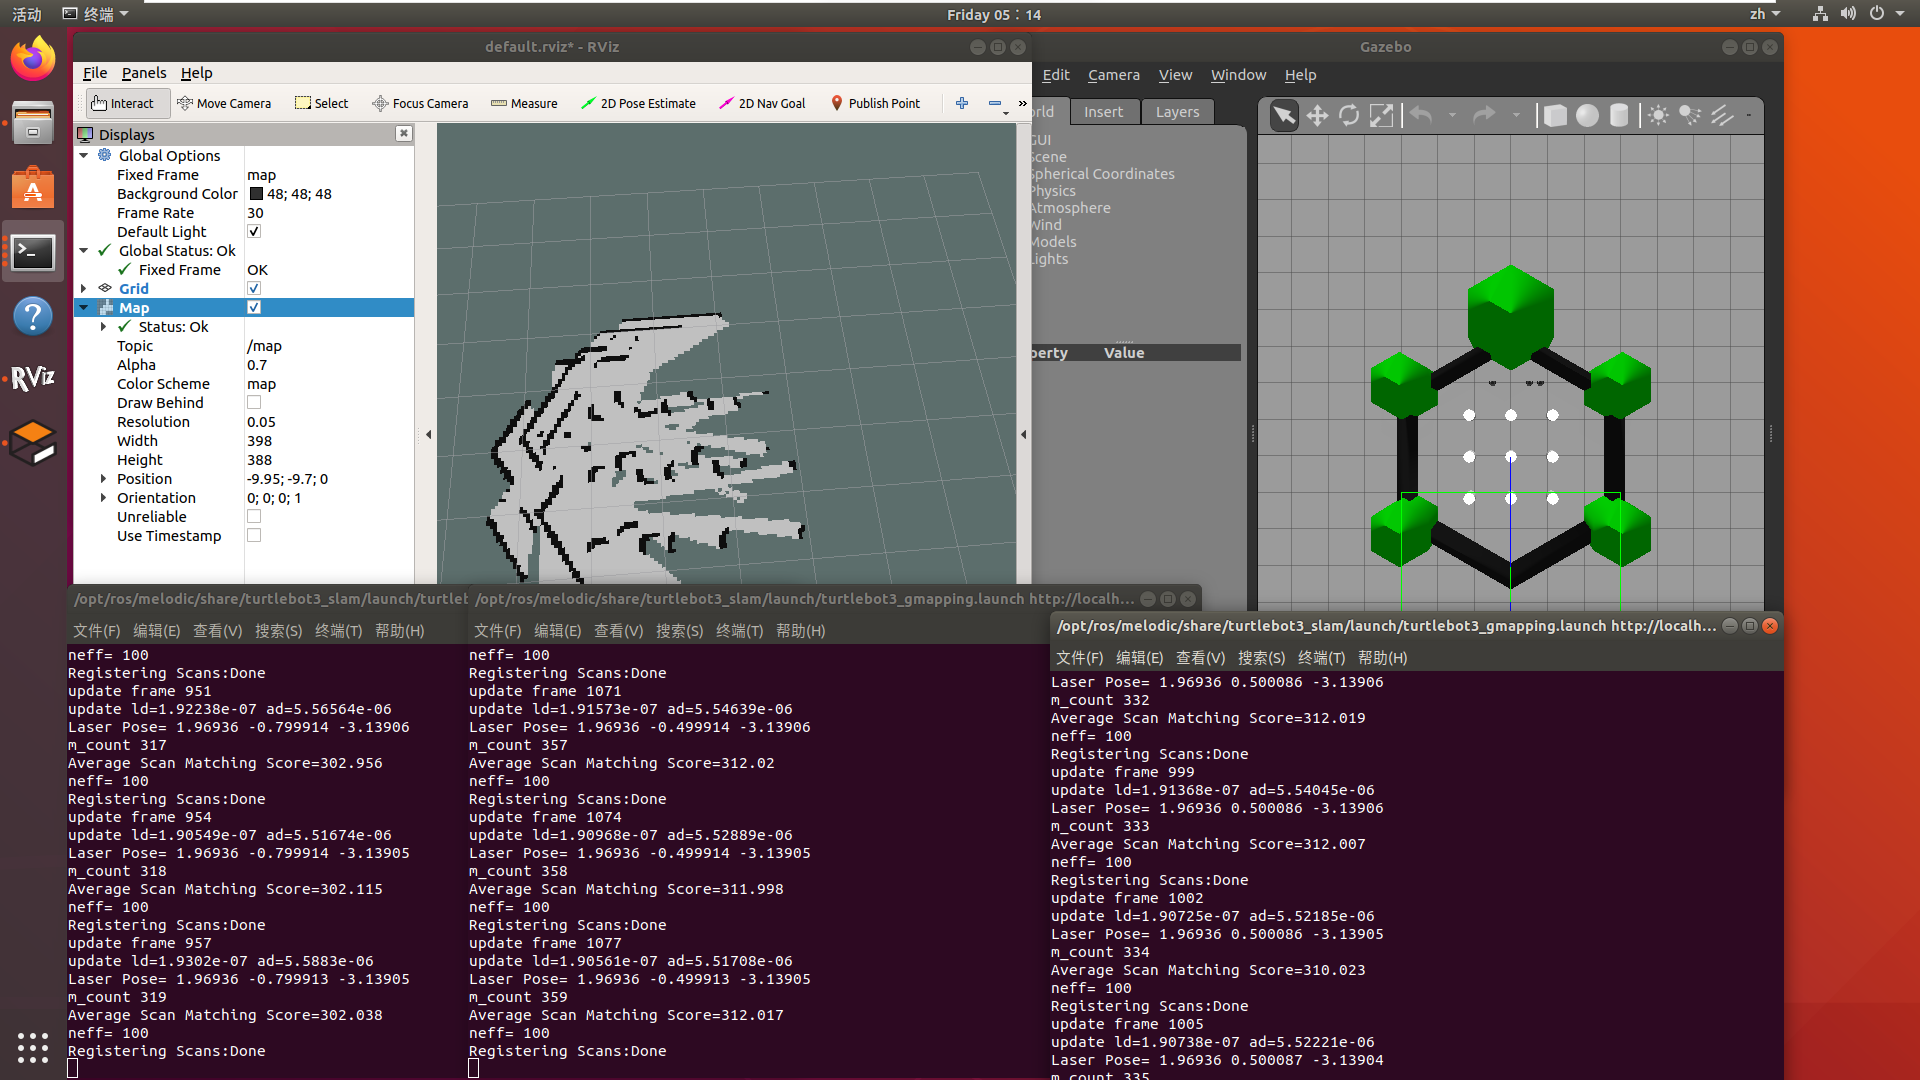 活动
终端
Friday 05：14
zh
default.rviz* - RViz
File Panels Help
Interact Move Camera Select Focus Camera Measure 2D Pose Estimate 2D Nav Goal Publish Point »
Displays
Global Options
Fixed Frame map
Background Color 48; 48; 48
Frame Rate 30
Default Light
Global Status: Ok
Fixed Frame OK
Grid
Map
Status: Ok
Topic /map
Alpha 0.7
Color Scheme map
Draw Behind
Resolution 0.05
Width 398
Height 388
Position -9.95; -9.7; 0
Orientation 0; 0; 0; 1
Unreliable
Use Timestamp
RViz
Gazebo
Edit Camera View Window Help
rld Insert Layers
GUI
Scene
Spherical Coordinates
Physics
Atmosphere
Wind
Models
Lights
perty Value
/opt/ros/melodic/share/turtlebot3_slam/launch/turtle
文件(F) 编辑(E) 查看(V) 搜索(S) 终端(T) 帮助(H)
neff= 100
Registering Scans:Done
update frame 951
update ld=1.92238e-07 ad=5.56564e-06
Laser Pose= 1.96936 -0.799914 -3.13906
m_count 317
Average Scan Matching Score=302.956
neff= 100
Registering Scans:Done
update frame 954
update ld=1.90549e-07 ad=5.51674e-06
Laser Pose= 1.96936 -0.799914 -3.13905
m_count 318
Average Scan Matching Score=302.115
neff= 100
Registering Scans:Done
update frame 957
update ld=1.9302e-07 ad=5.5883e-06
Laser Pose= 1.96936 -0.799913 -3.13905
m_count 319
Average Scan Matching Score=302.038
neff= 100
Registering Scans:Done
/opt/ros/melodic/share/turtlebot3_slam/launch/turtlebot3_gmapping.launch http://localh...
文件(F) 编辑(E) 查看(V) 搜索(S) 终端(T) 帮助(H)
neff= 100
Registering Scans:Done
update frame 1071
update ld=1.91573e-07 ad=5.54639e-06
Laser Pose= 1.96936 -0.499914 -3.13906
m_count 357
Average Scan Matching Score=312.02
neff= 100
Registering Scans:Done
update frame 1074
update ld=1.90968e-07 ad=5.52889e-06
Laser Pose= 1.96936 -0.499914 -3.13905
m_count 358
Average Scan Matching Score=311.998
neff= 100
Registering Scans:Done
update frame 1077
update ld=1.90561e-07 ad=5.51708e-06
Laser Pose= 1.96936 -0.499913 -3.13905
m_count 359
Average Scan Matching Score=312.017
neff= 100
Registering Scans:Done
/opt/ros/melodic/share/turtlebot3_slam/launch/turtlebot3_gmapping.launch http://localh...
文件(F) 编辑(E) 查看(V) 搜索(S) 终端(T) 帮助(H)
Laser Pose= 1.96936 0.500086 -3.13906
m_count 332
Average Scan Matching Score=312.019
neff= 100
Registering Scans:Done
update frame 999
update ld=1.91368e-07 ad=5.54045e-06
Laser Pose= 1.96936 0.500086 -3.13906
m_count 333
Average Scan Matching Score=312.007
neff= 100
Registering Scans:Done
update frame 1002
update ld=1.90725e-07 ad=5.52185e-06
Laser Pose= 1.96936 0.500086 -3.13905
m_count 334
Average Scan Matching Score=310.023
neff= 100
Registering Scans:Done
update frame 1005
update ld=1.90738e-07 ad=5.52221e-06
Laser Pose= 1.96936 0.500087 -3.13904
m_count 335